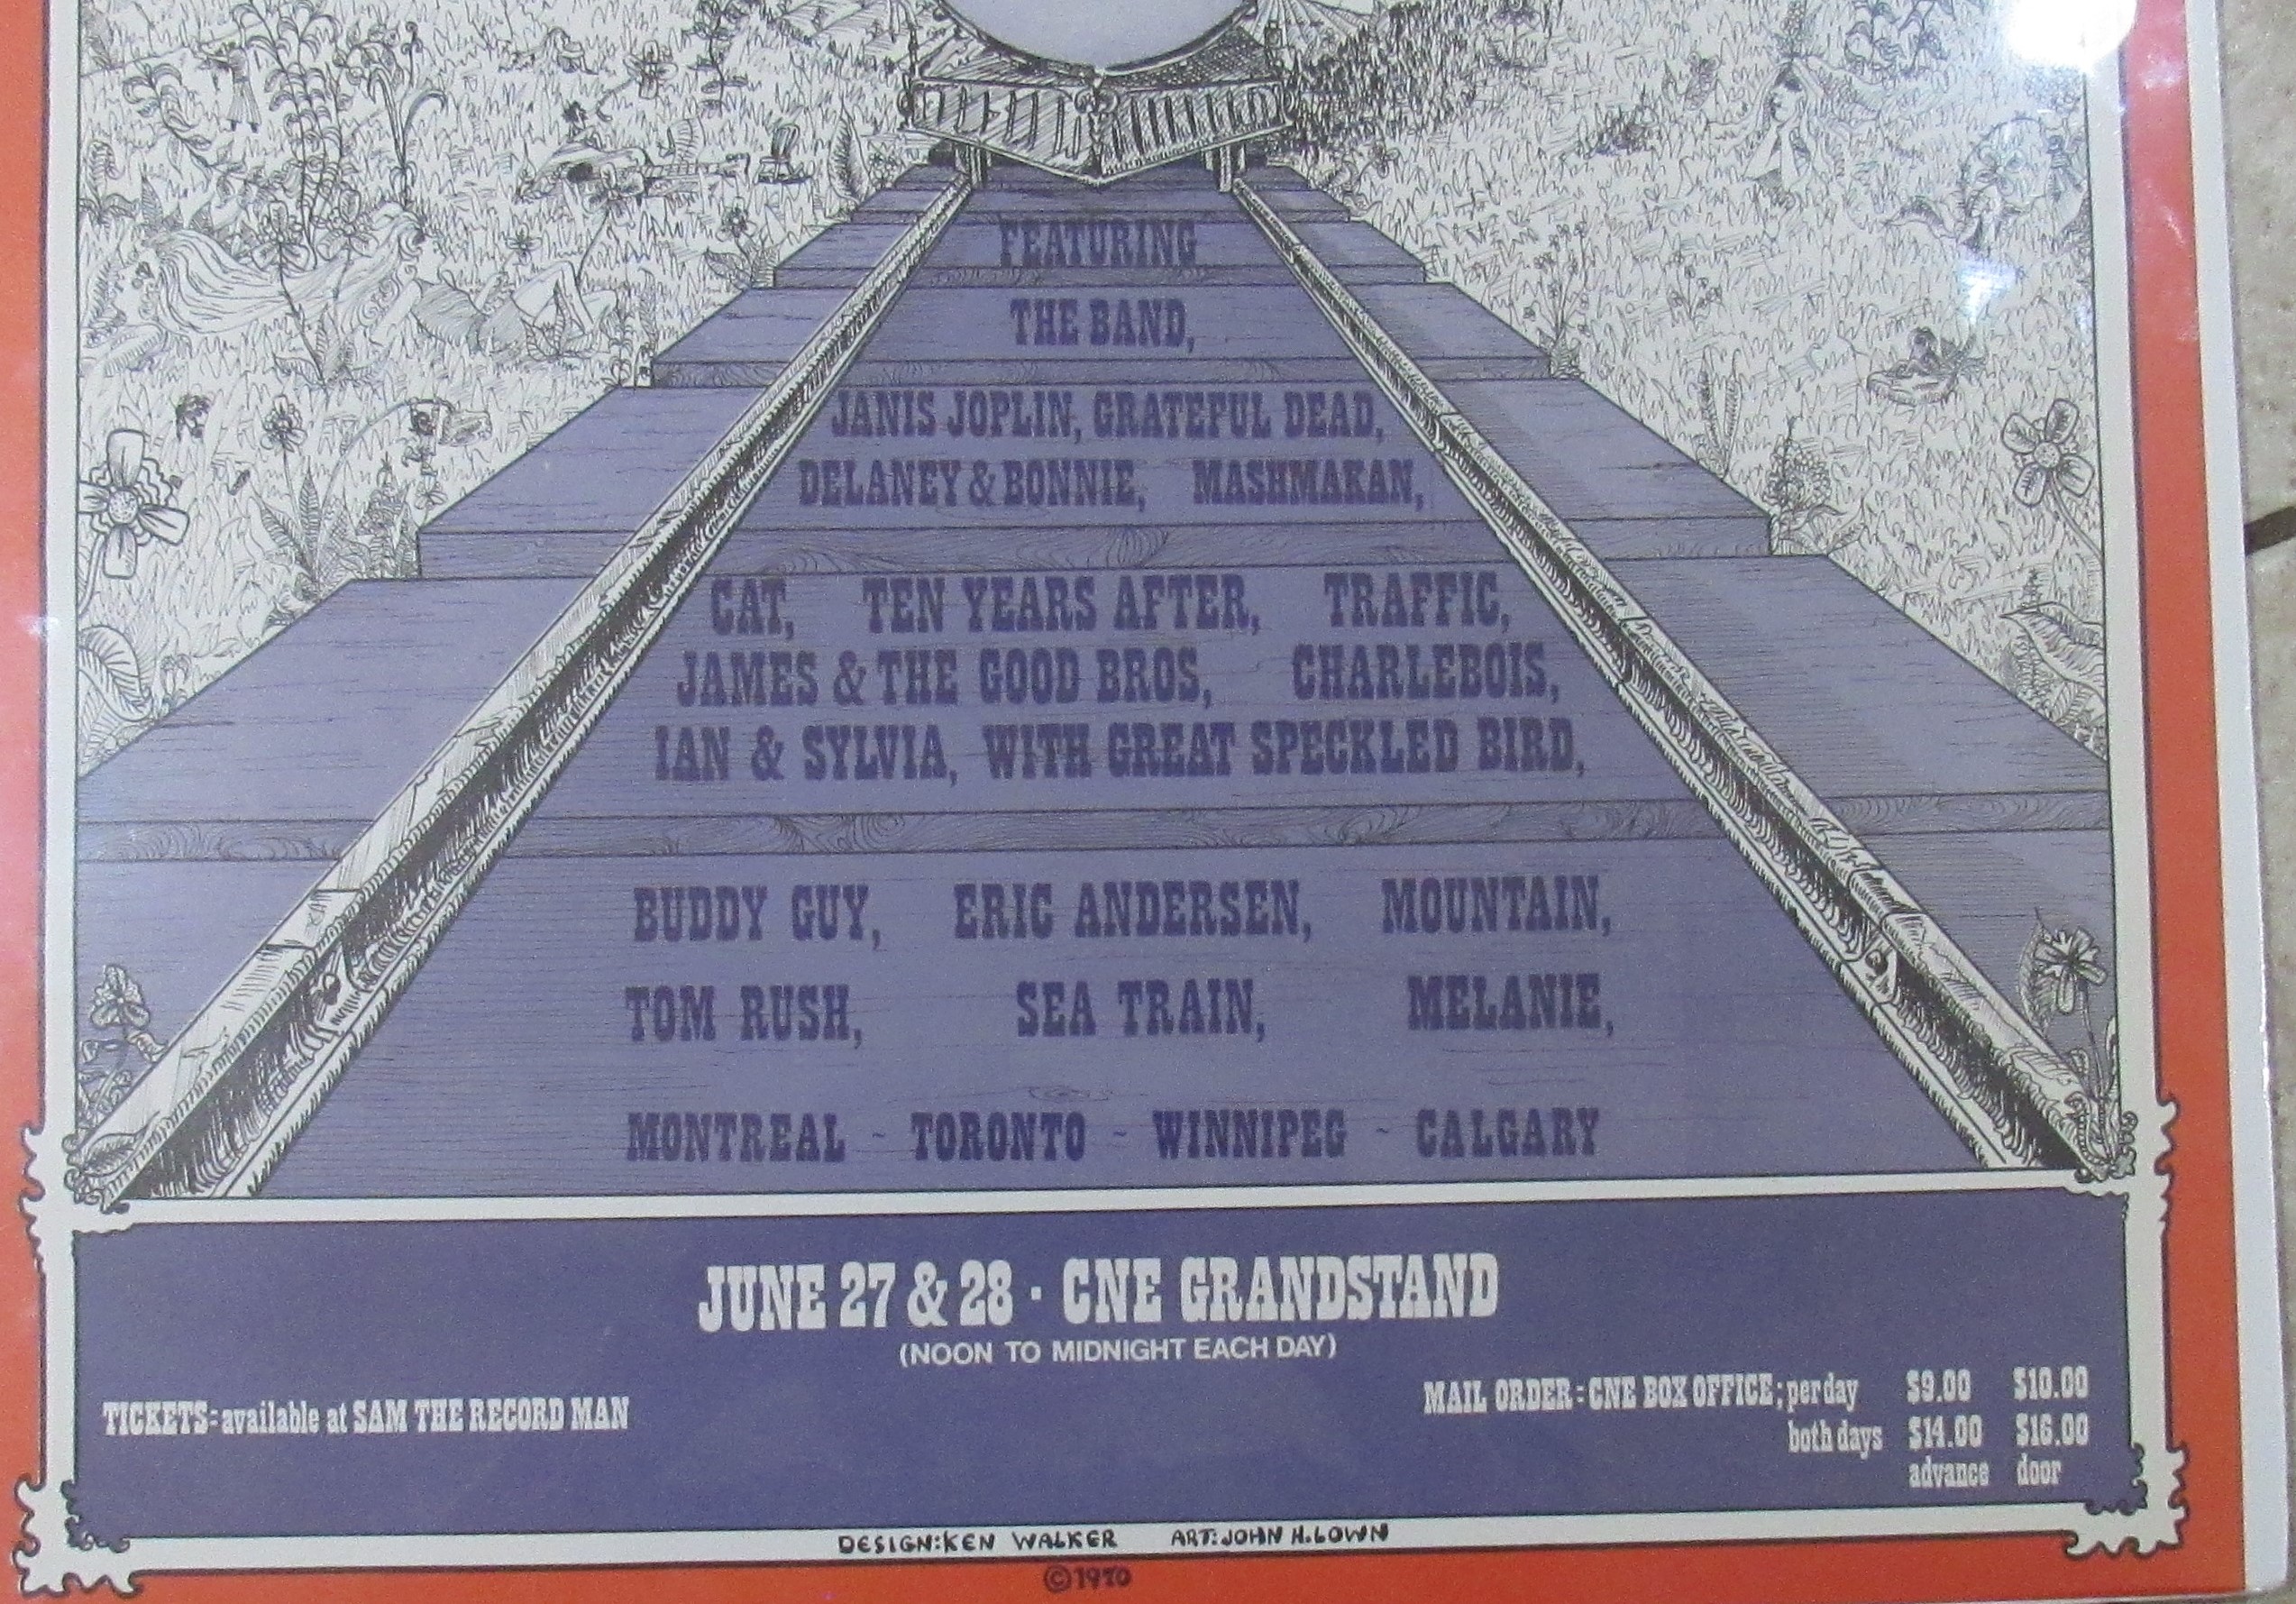 FEATURING
THE BAND,
JANIS JOPLIN, GRATEFUL DEAD,
DELANEY & BONNIE, MASHMAKAN,
CAT, TEN YEARS AFTER, TRAFFIC,
JAMES & THE GOOD BROS, CHARLEBOIS,
IAN & SYLVIA, WITH GREAT SPECKLED BIRD,
BUDDY GUY, ERIC ANDERSEN, MOUNTAIN,
TOM RUSH, SEA TRAIN, MELANIE,
MONTREAL ~ TORONTO ~ WINNIPEG ~ CALGARY
JUNE 27 & 28 · CNE GRANDSTAND
(NOON TO MIDNIGHT EACH DAY)
TICKETS: available at SAM THE RECORD MAN
MAIL ORDER: CNE BOX OFFICE; per day $9.00 $10.00
both days $14.00 $16.00
advance door
DESIGN: KEN WALKER ART: JOHN H. LOWN
©1970